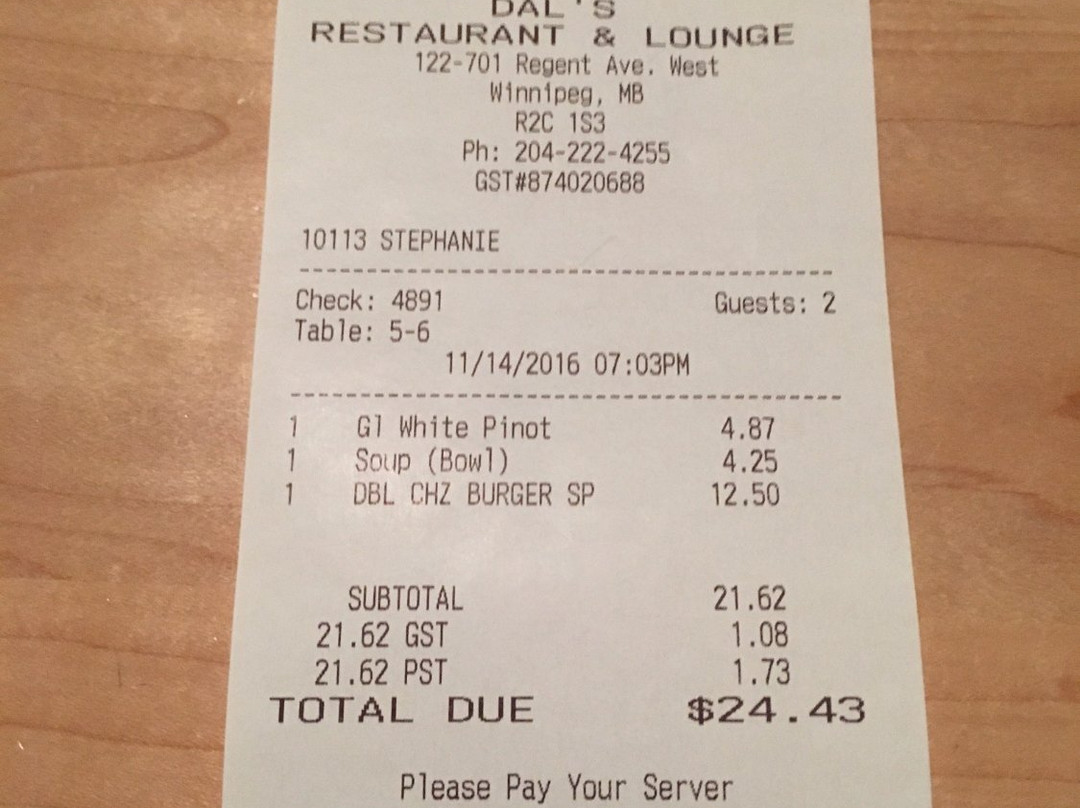 DAL'S
RESTAURANT & LOUNGE
122-701 Regent Ave. West
Winnipeg, MB
R2C 1S3
Ph: 204-222-4255
GST#874020688
10113 STEPHANIE
----------------------------------------
Check: 4891 Guests: 2
Table: 5-6
11/14/2016 07:03PM
----------------------------------------
1 Gl White Pinot 4.87
1 Soup (Bowl) 4.25
1 DBL CHZ BURGER SP 12.50
SUBTOTAL 21.62
21.62 GST 1.08
21.62 PST 1.73
TOTAL DUE $24.43
Please Pay Your Server